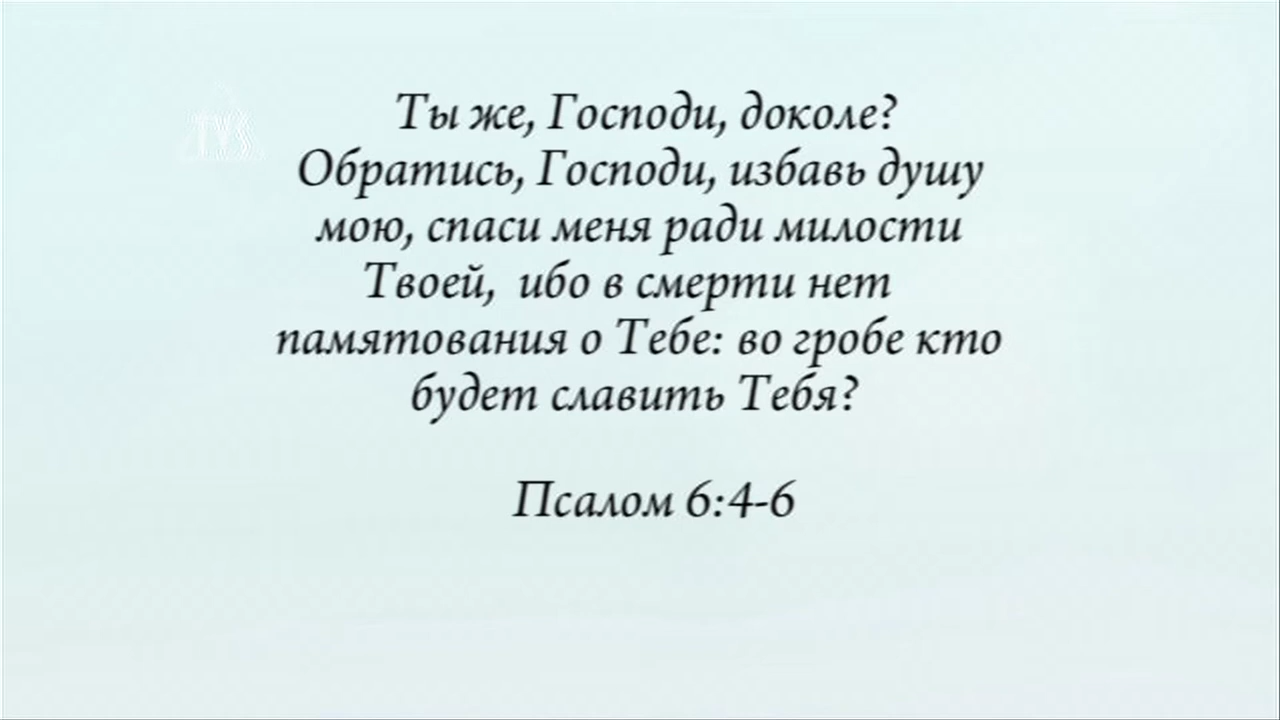 TV3
Ты же, Господи, доколе?
Обратись, Господи, избавь душу
мою, спаси меня ради милости
Твоей,  ибо в смерти нет
памятования о Тебе: во гробе кто
будет славить Тебя?
Псалом 6:4-6